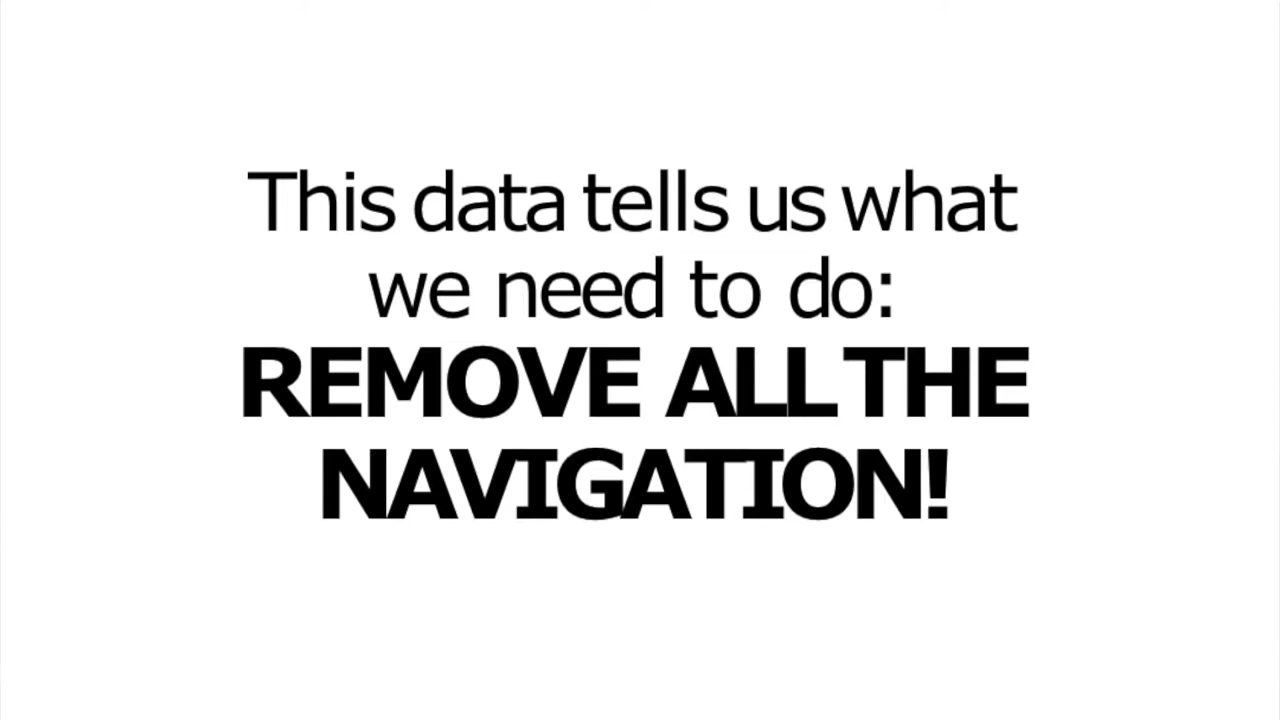 This data tells us what
we need to do:
REMOVE ALL THE
NAVIGATION!